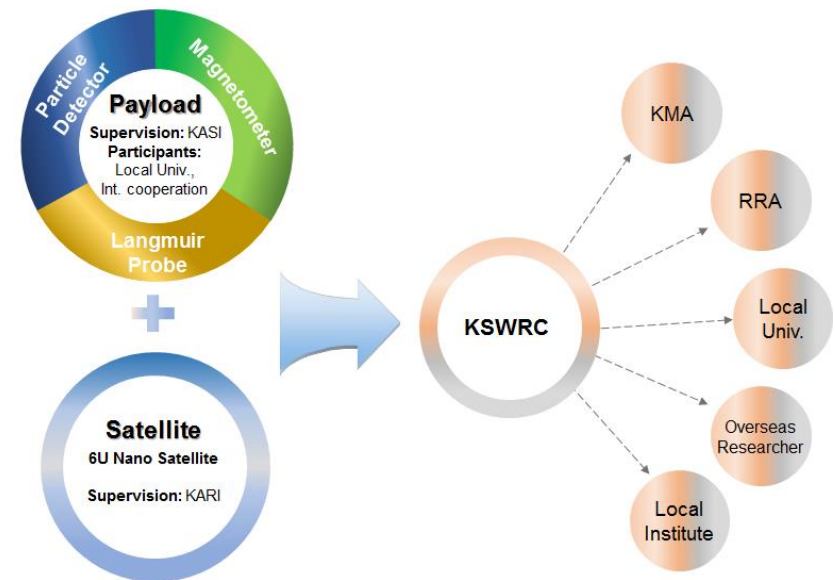 Particle
Detector
Magnetometer
Payload
Supervision: KASI
Participants:
Local Univ.,
Int. cooperation
Langmuir
Probe
Satellite
6U Nano Satellite
Supervision: KARI
KSWRC
KMA
RRA
Local
Univ.
Overseas
Researcher
Local
Institute